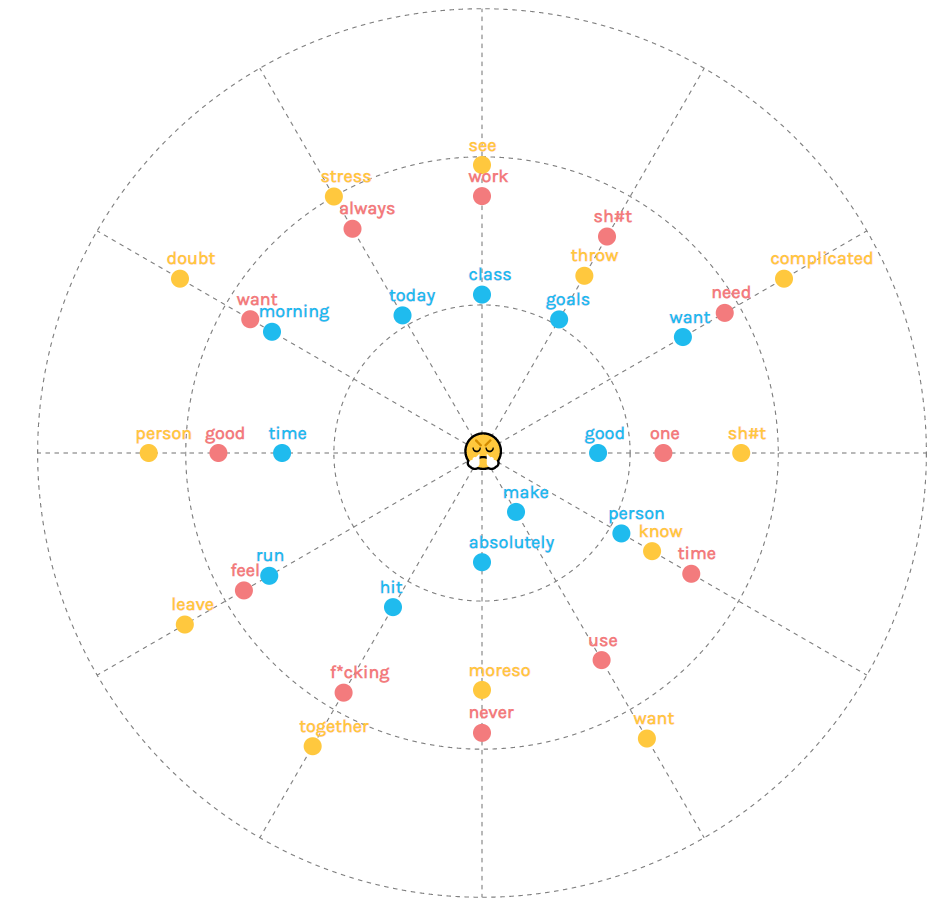 see
stress
work
always
sh#t
throw
doubt
complicated
class
want
today
goals
need
morning
want
person
good
time
good
one
sh#t
make
person
know
absolutely
time
run
feel
hit
leave
use
f*cking
moreso
never
want
together